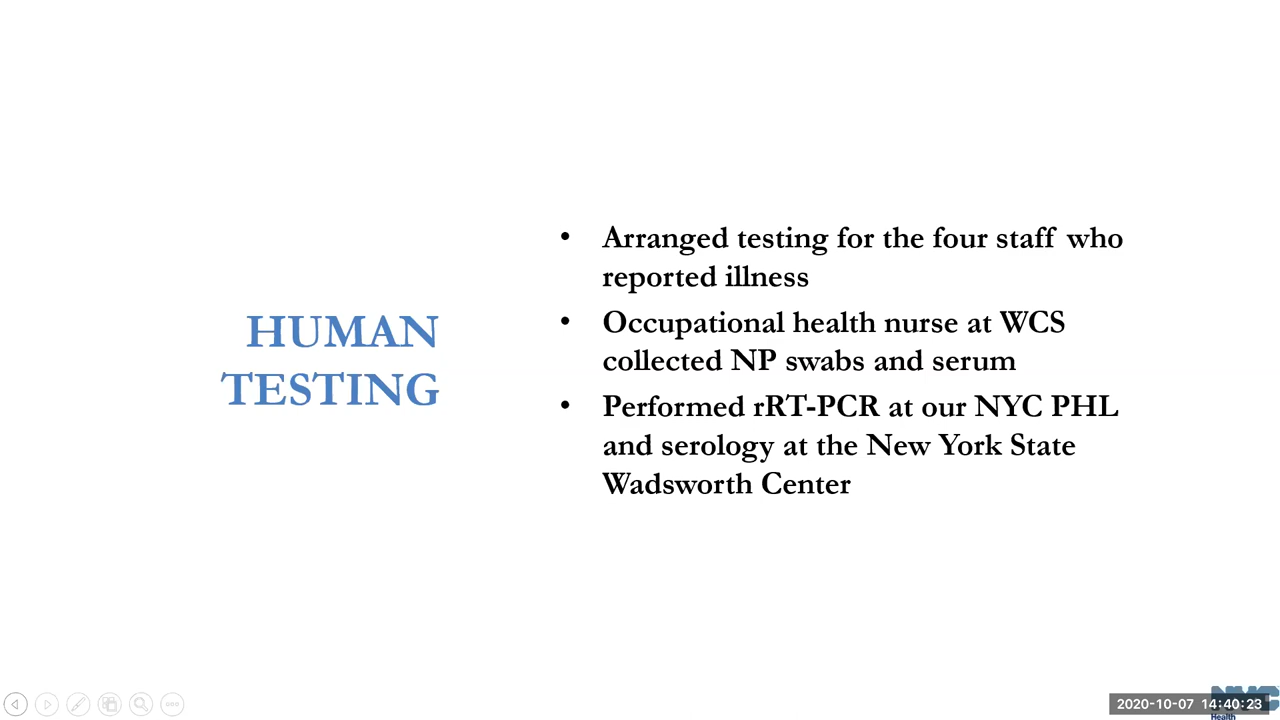 HUMAN
TESTING
• Arranged testing for the four staff who
reported illness
• Occupational health nurse at WCS
collected NP swabs and serum
• Performed rRT-PCR at our NYC PHL
and serology at the New York State
Wadsworth Center
2020-10-07 14:40:23
NYC
Health